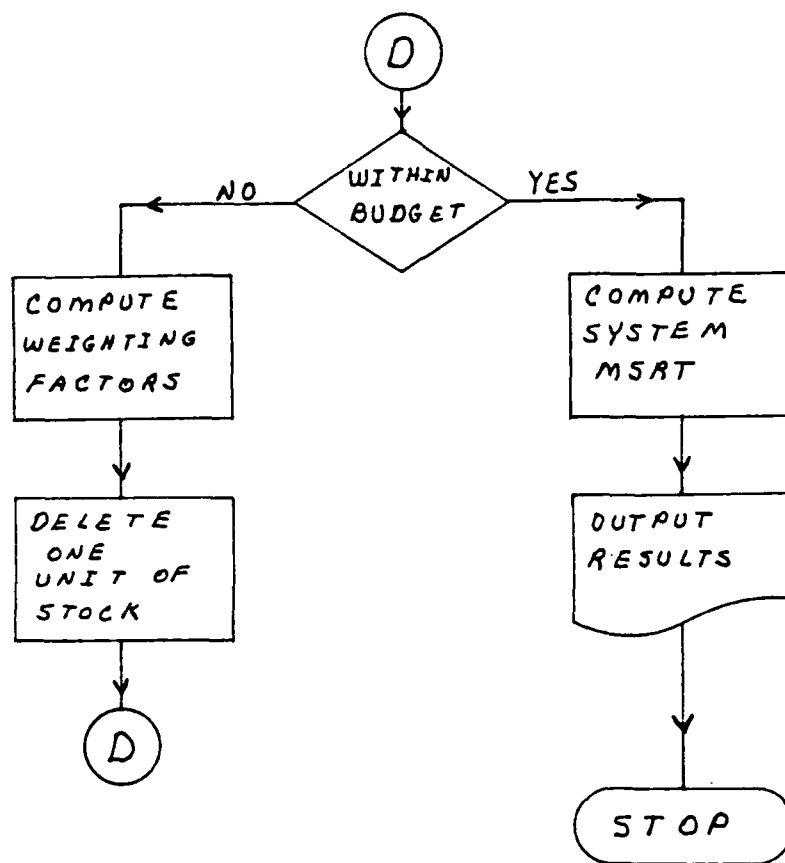 D
WITHIN
BUDGET
NO
YES
COMPUTE
WEIGHTING
FACTORS
COMPUTE
SYSTEM
MSRT
DELETE
ONE
UNIT OF
STOCK
OUTPUT
RESULTS
D
STOP